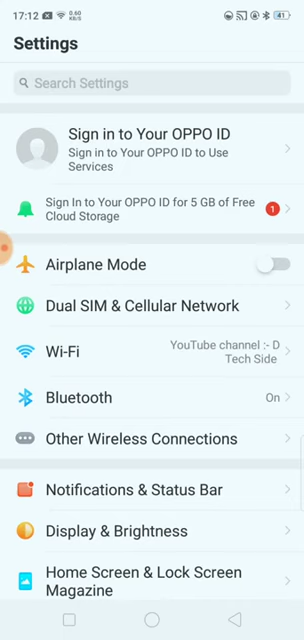 17:12 0.60 KB/S 41
Settings
Search Settings
Sign in to Your OPPO ID
Sign in to Your OPPO ID to Use
Services
Sign In to Your OPPO ID for 5 GB of Free
Cloud Storage
1
Airplane Mode
Dual SIM & Cellular Network
Wi-Fi
YouTube channel :- D
Tech Side
Bluetooth
On
Other Wireless Connections
Notifications & Status Bar
Display & Brightness
Home Screen & Lock Screen
Magazine